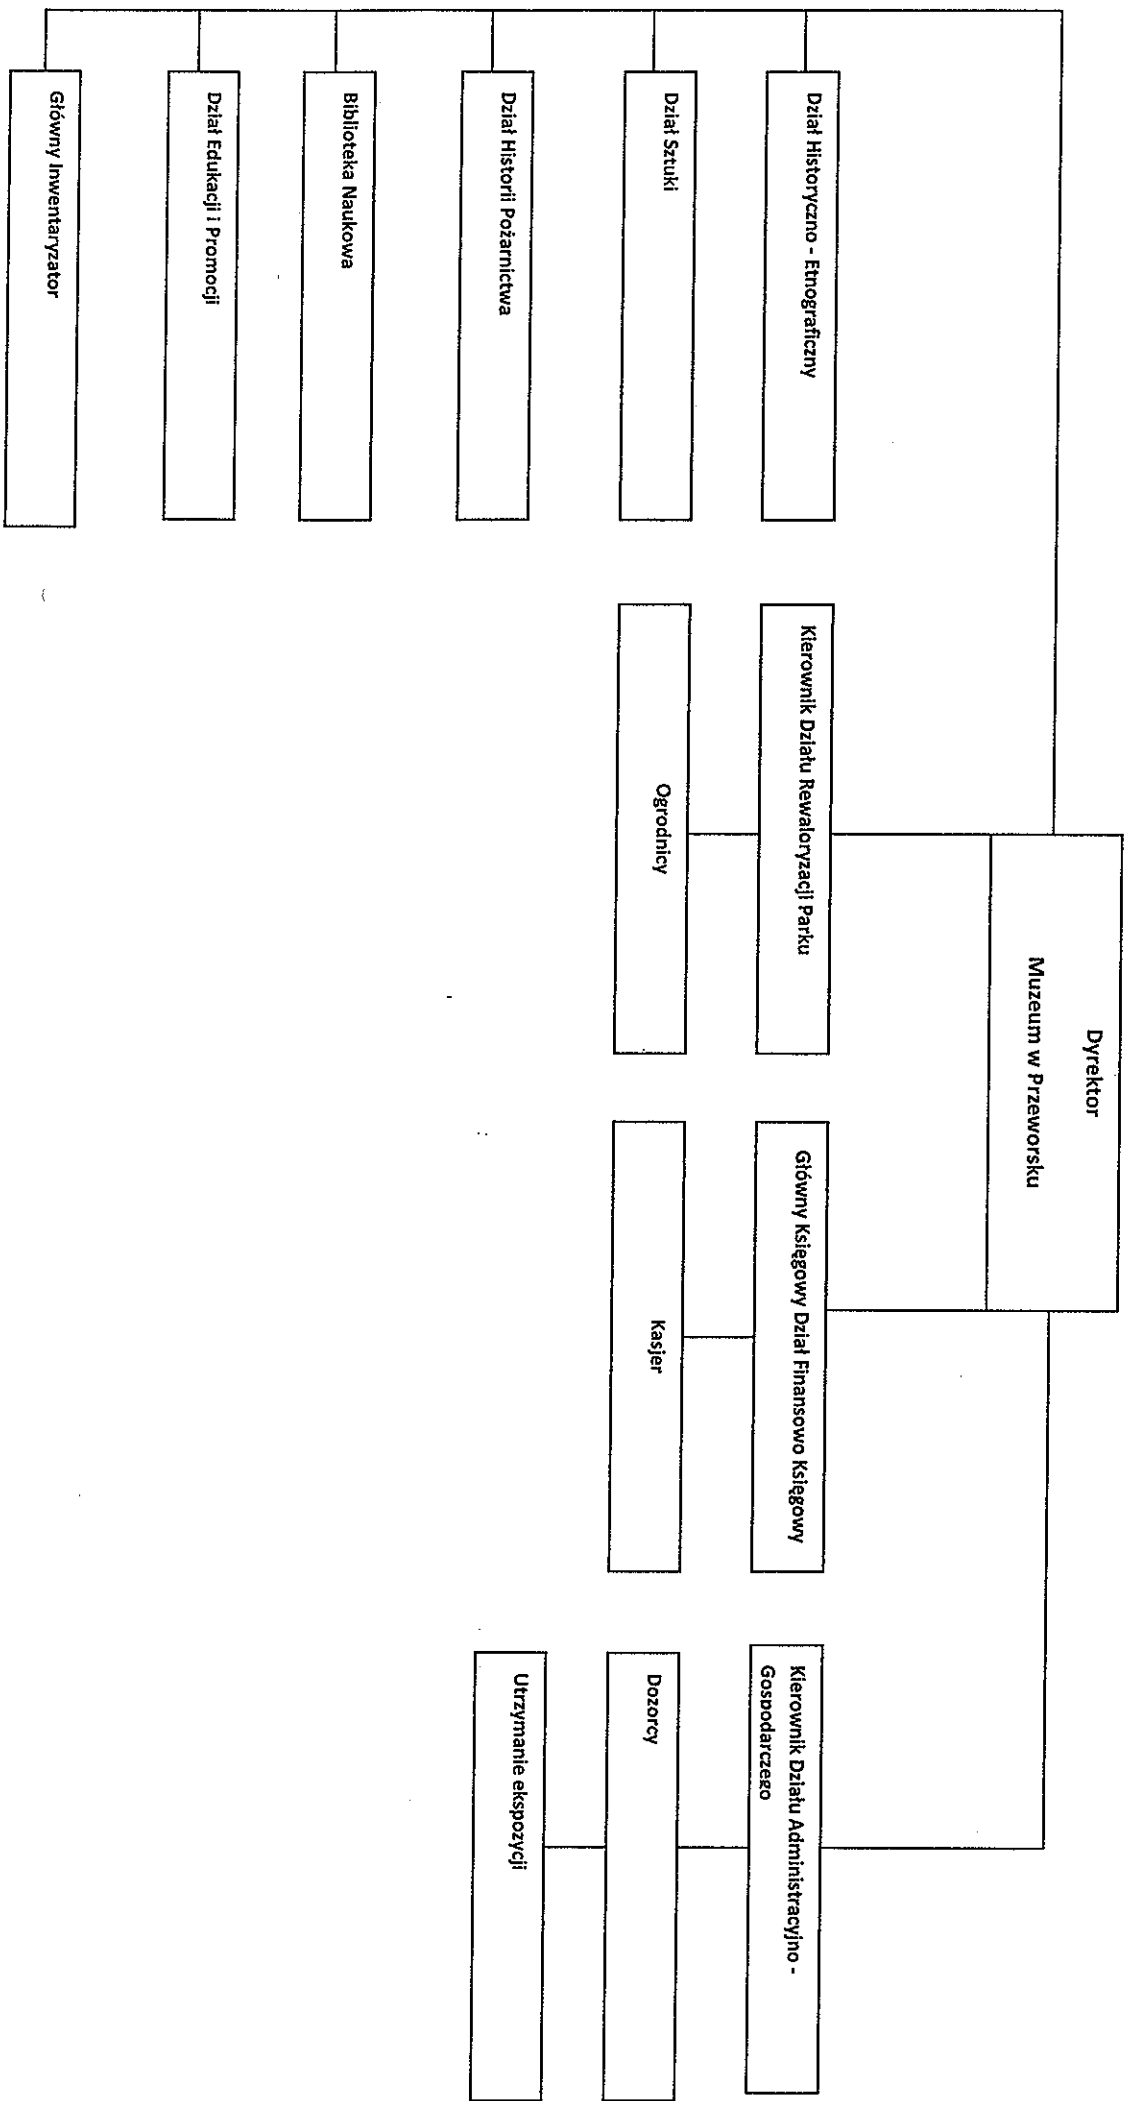 Dyrektor
Muzeum w Przeworsku
Dział Historyczno - Etnograficzny
Dział Sztuki
Dział Historii Pożarnictwa
Biblioteka Naukowa
Dział Edukacji i Promocji
Główny Inwentaryzator
Kierownik Działu Rewaloryzacji Parku
Ogrodnicy
Główny Księgowy Dział Finansowo Księgowy
Kasjer
Kierownik Działu Administracyjno -
Gospodarczego
Dozorcy
Utrzymanie ekspozycji